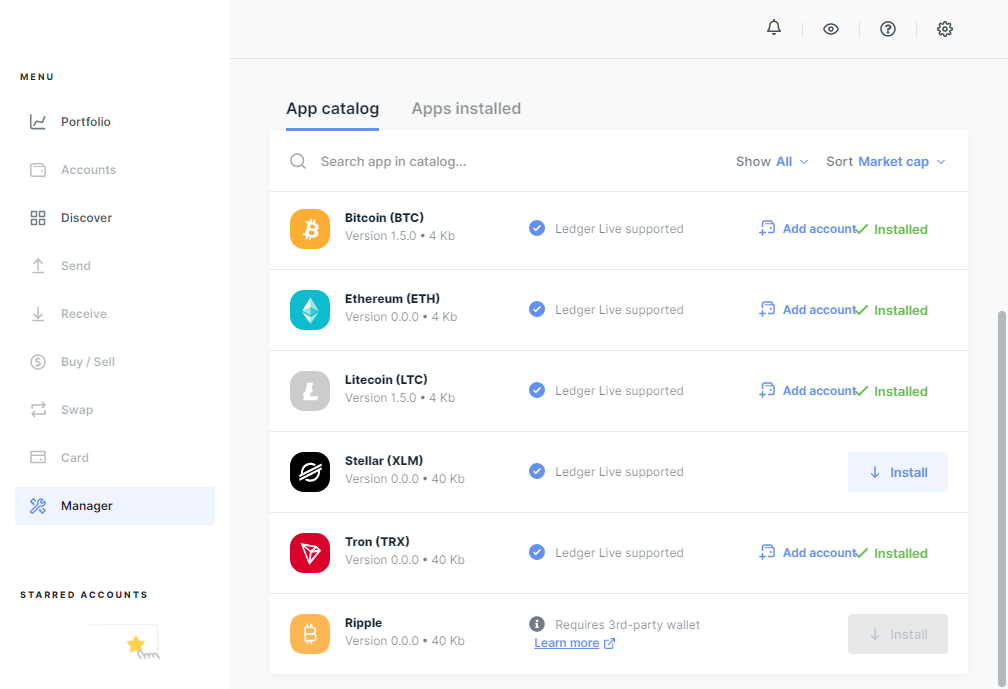 MENU
Portfolio
Accounts
Discover
Send
Receive
Buy / Sell
Swap
Card
Manager
STARRED ACCOUNTS
App catalog
Apps installed
Search app in catalog...
Show All
Sort Market cap
Bitcoin (BTC)
Version 1.5.0 • 4 Kb
Ledger Live supported
Add account
Installed
Ethereum (ETH)
Version 0.0.0 • 4 Kb
Ledger Live supported
Add account
Installed
Litecoin (LTC)
Version 1.5.0 • 4 Kb
Ledger Live supported
Add account
Installed
Stellar (XLM)
Version 0.0.0 • 40 Kb
Ledger Live supported
Install
Tron (TRX)
Version 0.0.0 • 40 Kb
Ledger Live supported
Add account
Installed
Ripple
Version 0.0.0 • 40 Kb
Requires 3rd-party wallet
Learn more
Install